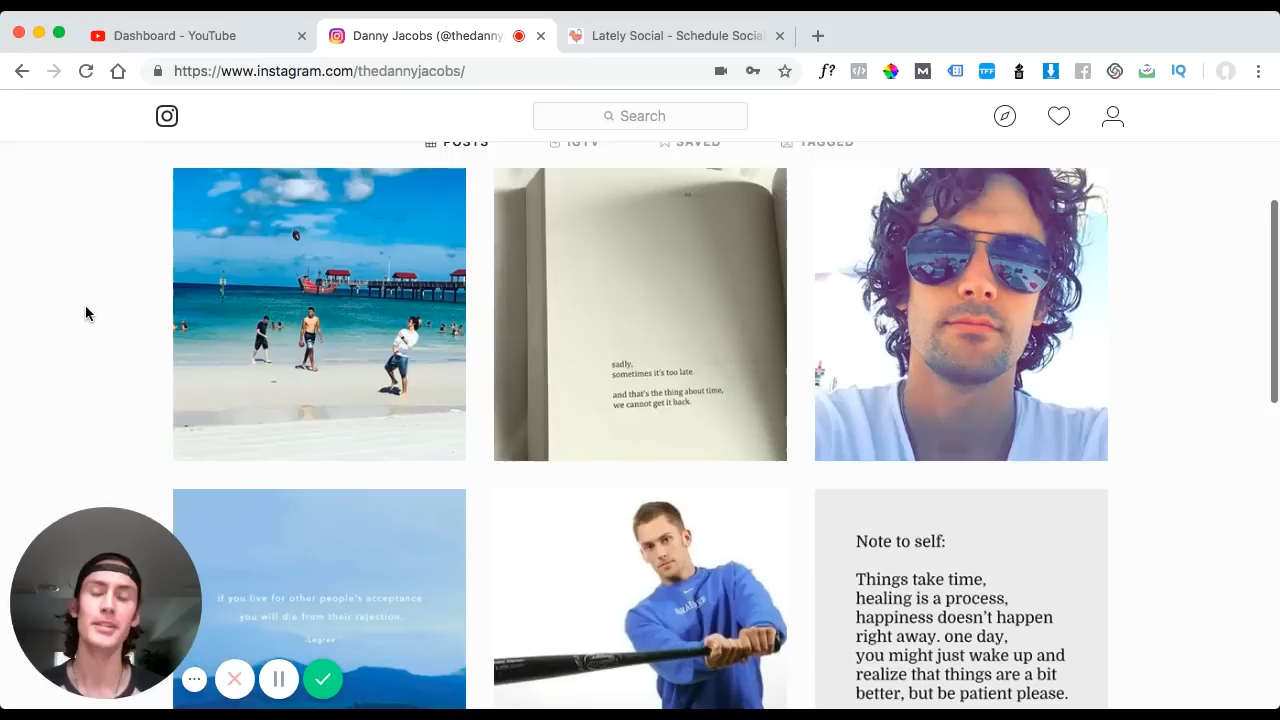 Dashboard - YouTube
Danny Jacobs (@thedanny
Lately Social - Schedule Social
https://www.instagram.com/thedannyjacobs/
f?
M
TFF
IQ
Search
POSTS
IGTV
SAVED
TAGGED
sadly,
sometimes it's too late
and that's the thing about time,
we cannot get it back.
if you live for other people's acceptance
you will die from their rejection.
-Legree
Note to self:
Things take time,
healing is a process,
happiness doesn't happen
right away. one day,
you might just wake up and
realize that things are a bit
better, but be patient please.